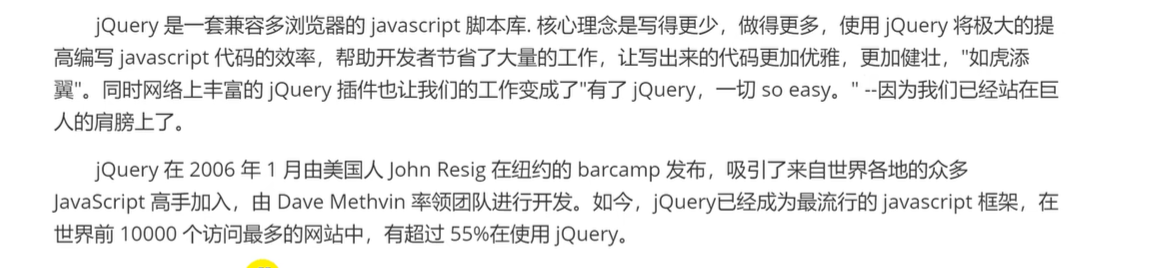 jQuery 是一套兼容多浏览器的 javascript 脚本库. 核心理念是写得更少，做得更多，使用 jQuery 将极大的提
高编写 javascript 代码的效率，帮助开发者节省了大量的工作，让写出来的代码更加优雅，更加健壮，"如虎添
翼"。同时网络上丰富的 jQuery 插件也让我们的工作变成了"有了 jQuery，一切 so easy。" --因为我们已经站在巨
人的肩膀上了。
jQuery 在 2006 年 1 月由美国人 John Resig 在纽约的 barcamp 发布，吸引了来自世界各地的众多
JavaScript 高手加入，由 Dave Methvin 率领团队进行开发。如今，jQuery已经成为最流行的 javascript 框架，在
世界前 10000 个访问最多的网站中，有超过 55%在使用 jQuery。